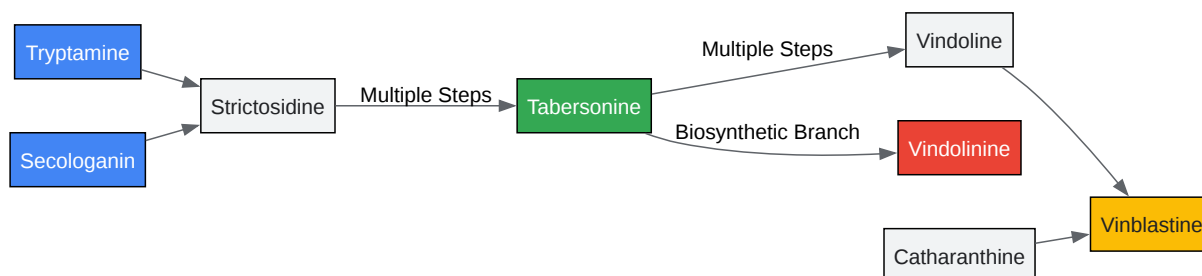 Tryptamine
Secologanin
Strictosidine
Multiple Steps
Tabersonine
Multiple Steps
Biosynthetic Branch
Vindoline
Vindolinine
Catharanthine
Vinblastine